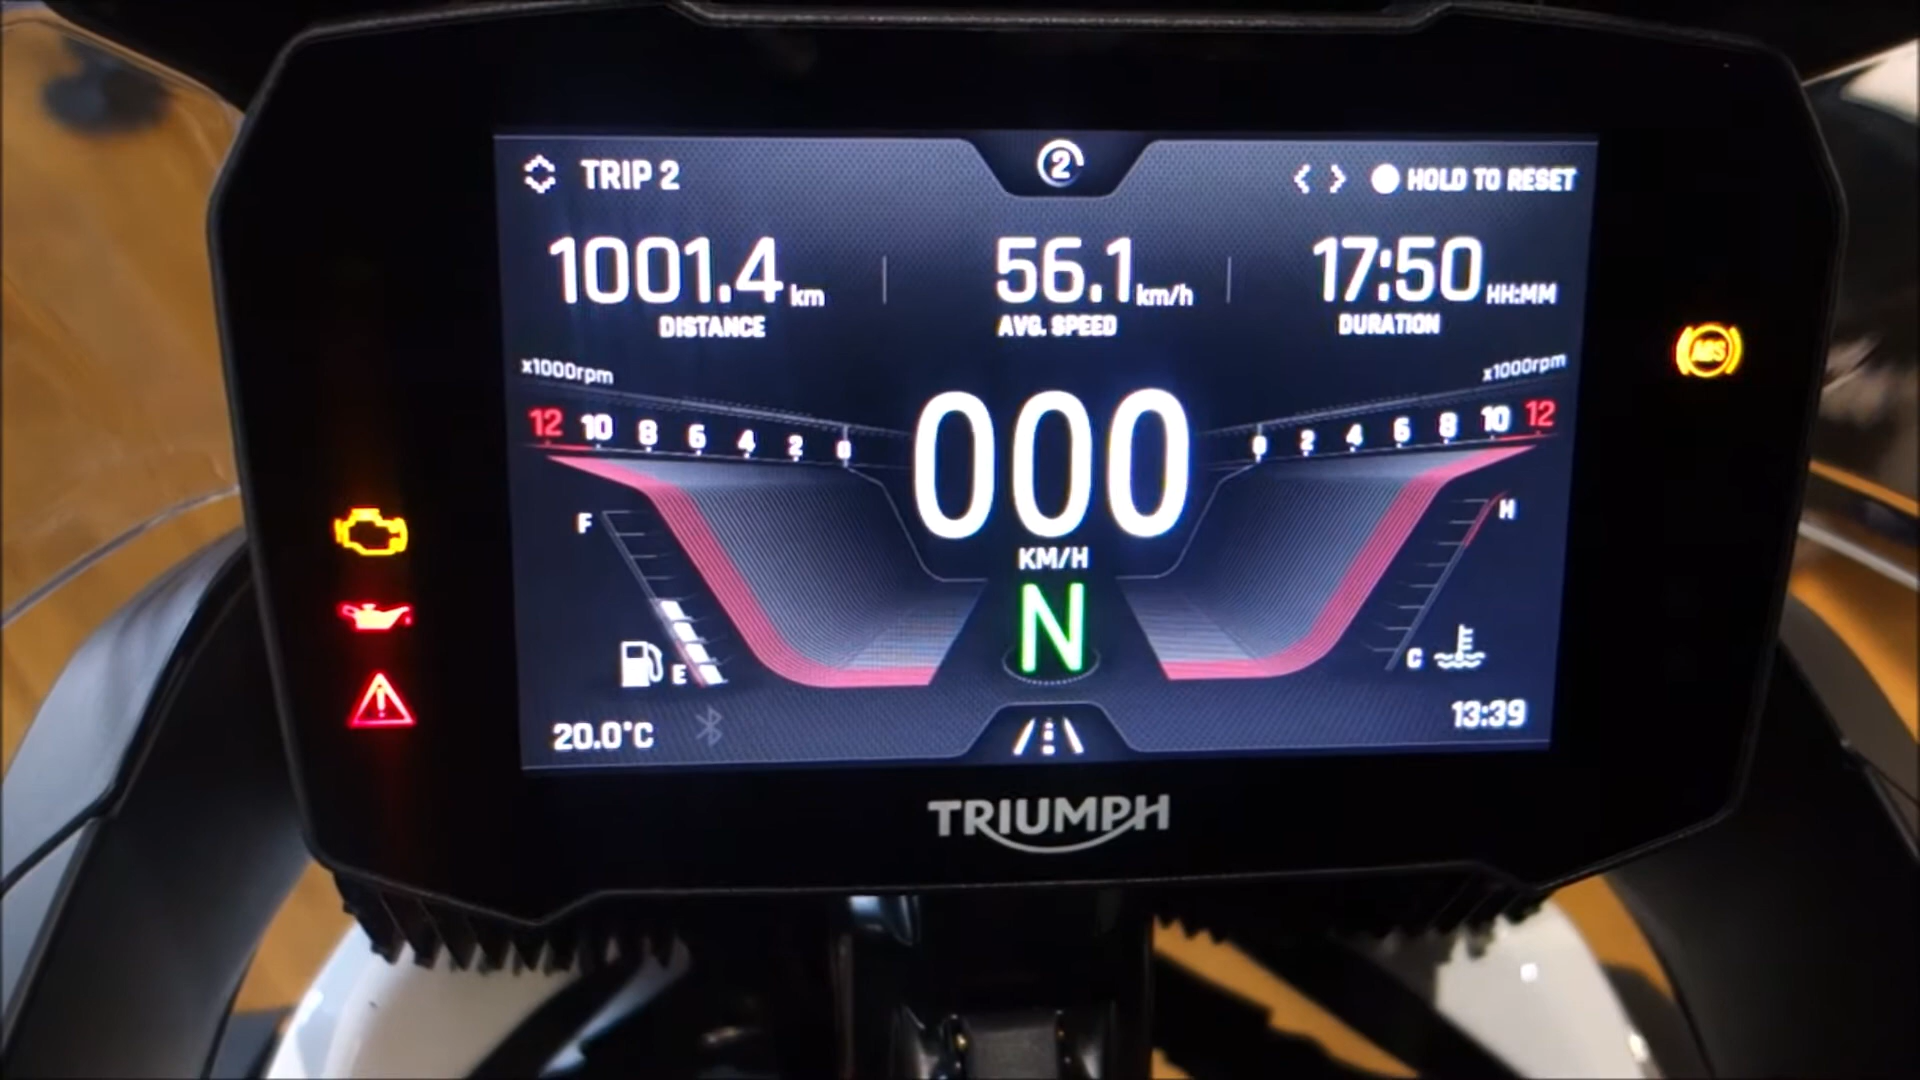 TRIP 2
2
HOLD TO RESET
1001.4 km
DISTANCE
56.1 km/h
AVG. SPEED
17:50 HH:MM
DURATION
x1000rpm
12 10 8 6 4 2 0
x1000rpm
0 2 4 6 8 10 12
000
KM/H
N
F
E
H
C
20.0°C
13:39
ABS
TRIUMPH